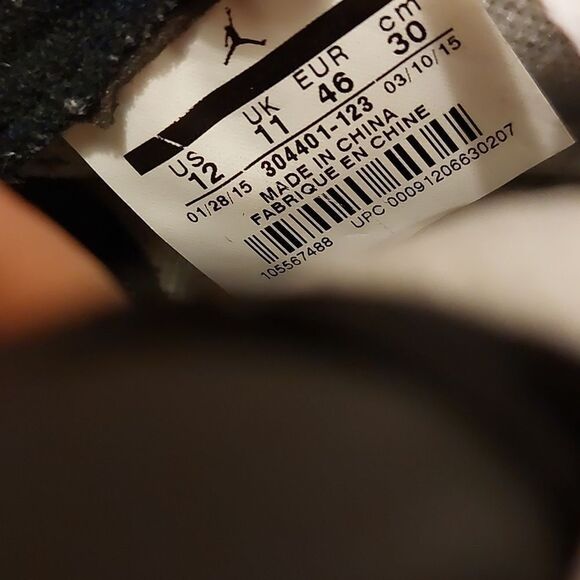 US UK EUR cm
12 11 46 30
01/28/15 304401-123 03/10/15
MADE IN CHINA
FABRIQUE EN CHINE
105567488 UPC 00091206630207